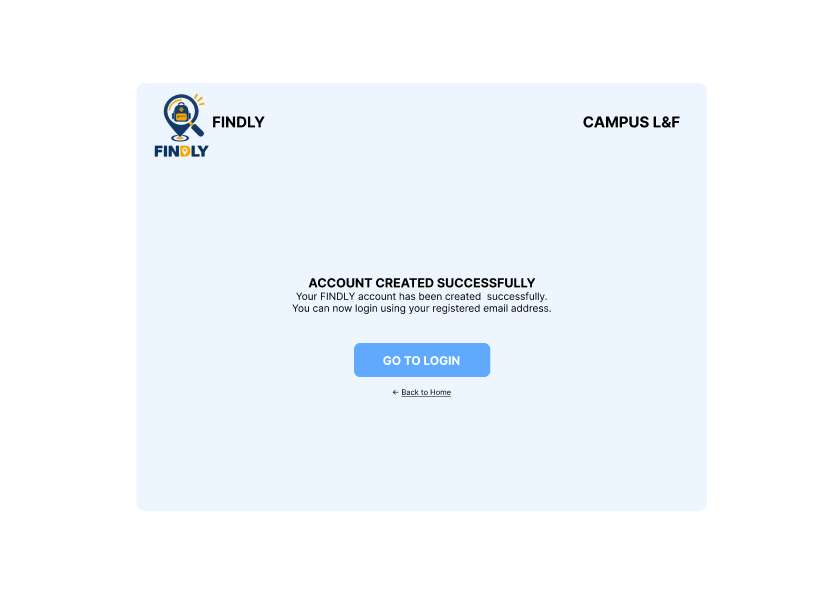 FINDLY
FINDLY
CAMPUS L&F
ACCOUNT CREATED SUCCESSFULLY
Your FINDLY account has been created  successfully.
You can now login using your registered email address.
GO TO LOGIN
← Back to Home